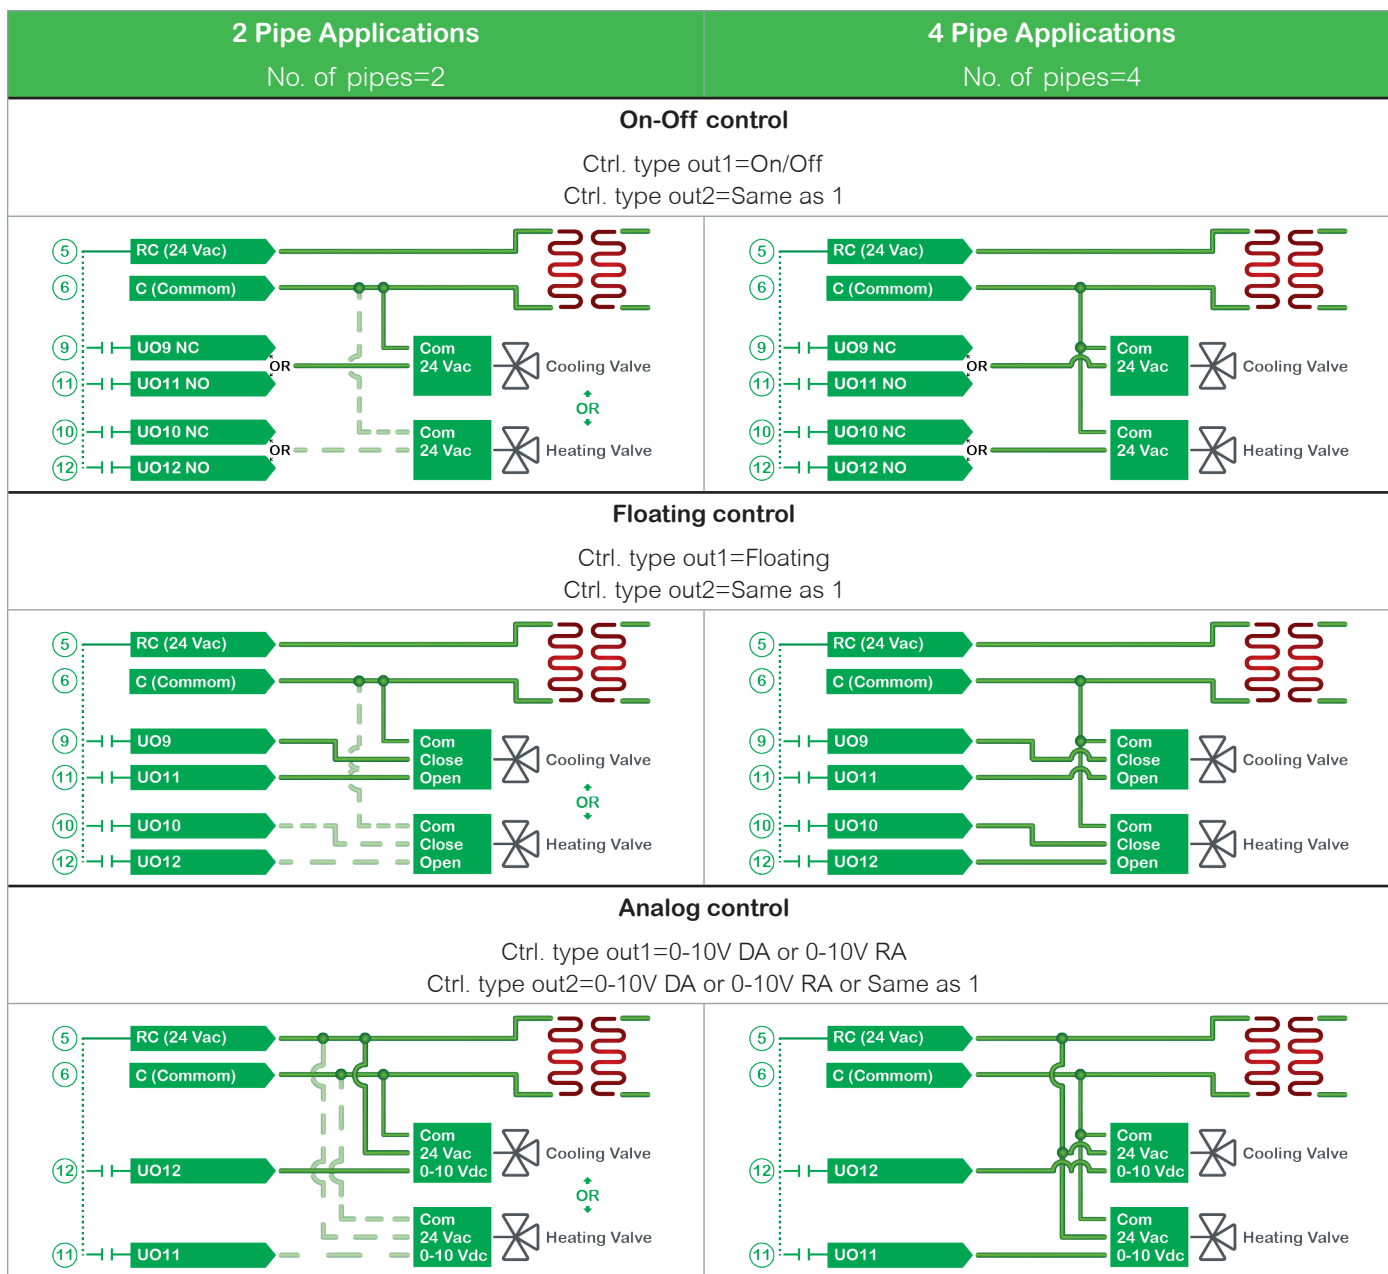 2 Pipe Applications
No. of pipes=2
4 Pipe Applications
No. of pipes=4
On-Off control
Ctrl. type out1=On/Off
Ctrl. type out2=Same as 1
5 RC (24 Vac)
6 C (Commom)
9 UO9 NC
OR
11 UO11 NO
10 UO10 NC
OR
12 UO12 NO
Com
24 Vac
Cooling Valve
OR
Com
24 Vac
Heating Valve
5 RC (24 Vac)
6 C (Commom)
9 UO9 NC
OR
11 UO11 NO
10 UO10 NC
OR
12 UO12 NO
Com
24 Vac
Cooling Valve
Com
24 Vac
Heating Valve
Floating control
Ctrl. type out1=Floating
Ctrl. type out2=Same as 1
5 RC (24 Vac)
6 C (Commom)
9 UO9
11 UO11
10 UO10
12 UO12
Com
Close
Open
Cooling Valve
OR
Com
Close
Open
Heating Valve
5 RC (24 Vac)
6 C (Commom)
9 UO9
11 UO11
10 UO10
12 UO12
Com
Close
Open
Cooling Valve
Com
Close
Open
Heating Valve
Analog control
Ctrl. type out1=0-10V DA or 0-10V RA
Ctrl. type out2=0-10V DA or 0-10V RA or Same as 1
5 RC (24 Vac)
6 C (Commom)
12 UO12
11 UO11
Com
24 Vac
0-10 Vdc
Cooling Valve
OR
Com
24 Vac
0-10 Vdc
Heating Valve
5 RC (24 Vac)
6 C (Commom)
12 UO12
11 UO11
Com
24 Vac
0-10 Vdc
Cooling Valve
Com
24 Vac
0-10 Vdc
Heating Valve